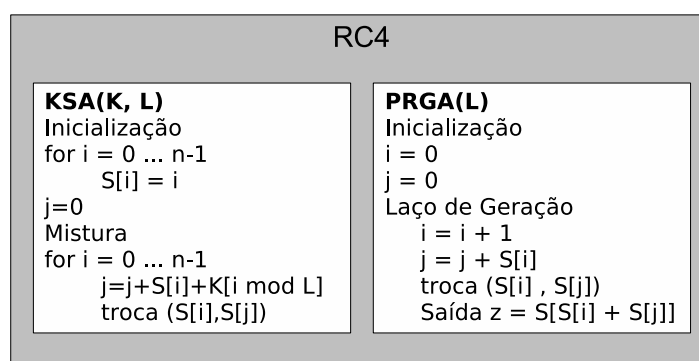 RC4
KSA(K, L)
Inicialização
for i = 0 ... n-1
S[i] = i
j=0
Mistura
for i = 0 ... n-1
j=j+S[i]+K[i mod L]
troca (S[i],S[j])
PRGA(L)
Inicialização
i = 0
j = 0
Laço de Geração
i = i + 1
j = j + S[i]
troca (S[i] , S[j])
Saída z = S[S[i] + S[j]]